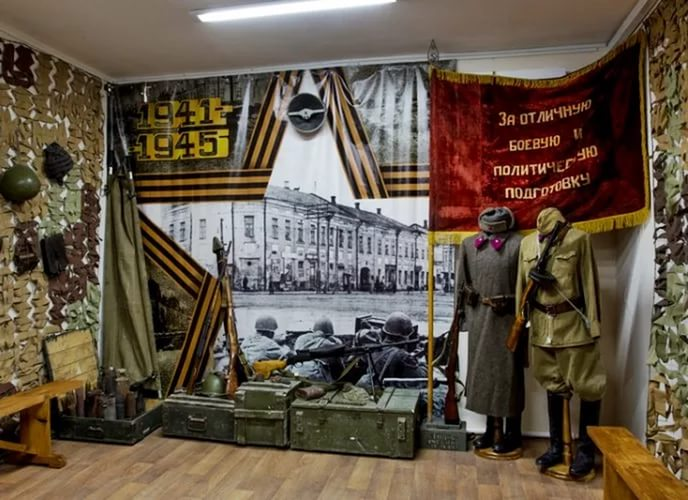 1941-
1945
ЗА ОТЛИЧНУЮ
БОЕВУЮ И
ПОЛИТИЧЕСКУЮ
ПОДГОТОВКУ